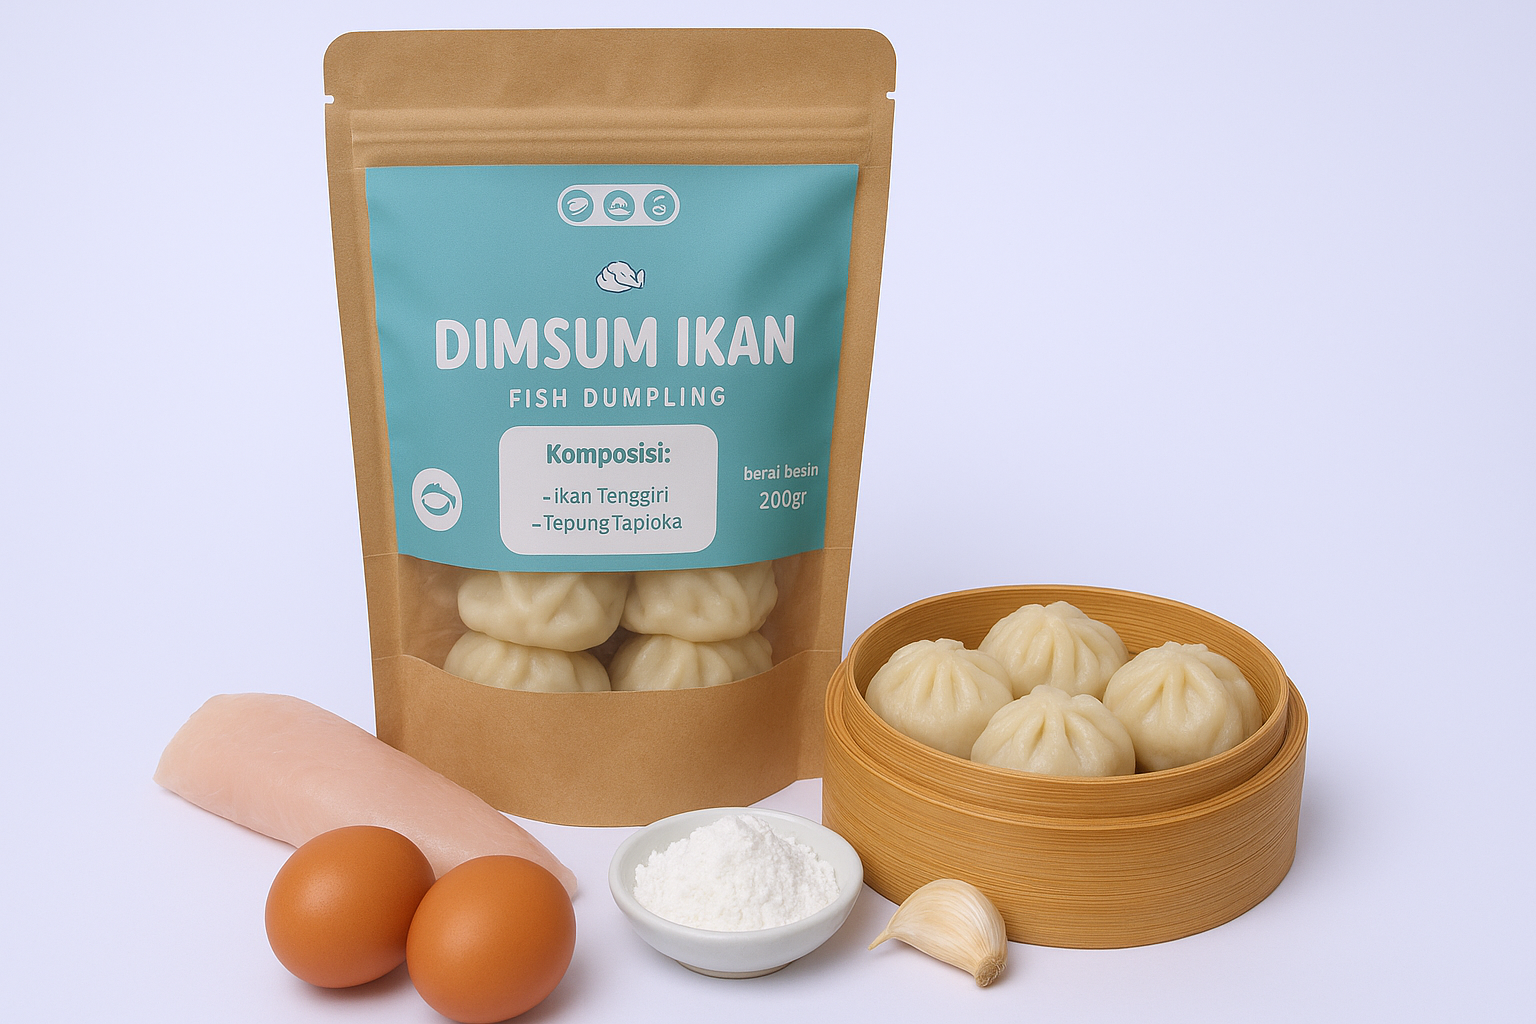 DIMSUM IKAN
FISH DUMPLING
Komposisi:
-ikan Tenggiri
-Tepung Tapioka
berai besin
200gr